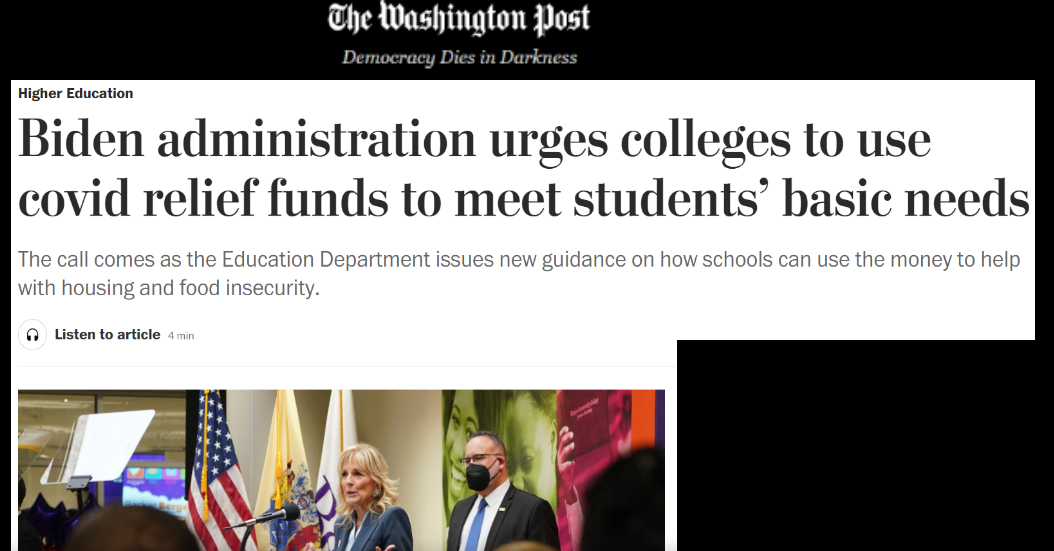 The Washington Post
Democracy Dies in Darkness
Higher Education
Biden administration urges colleges to use
covid relief funds to meet students’ basic needs
The call comes as the Education Department issues new guidance on how schools can use the money to help
with housing and food insecurity.
Listen to article 4 min